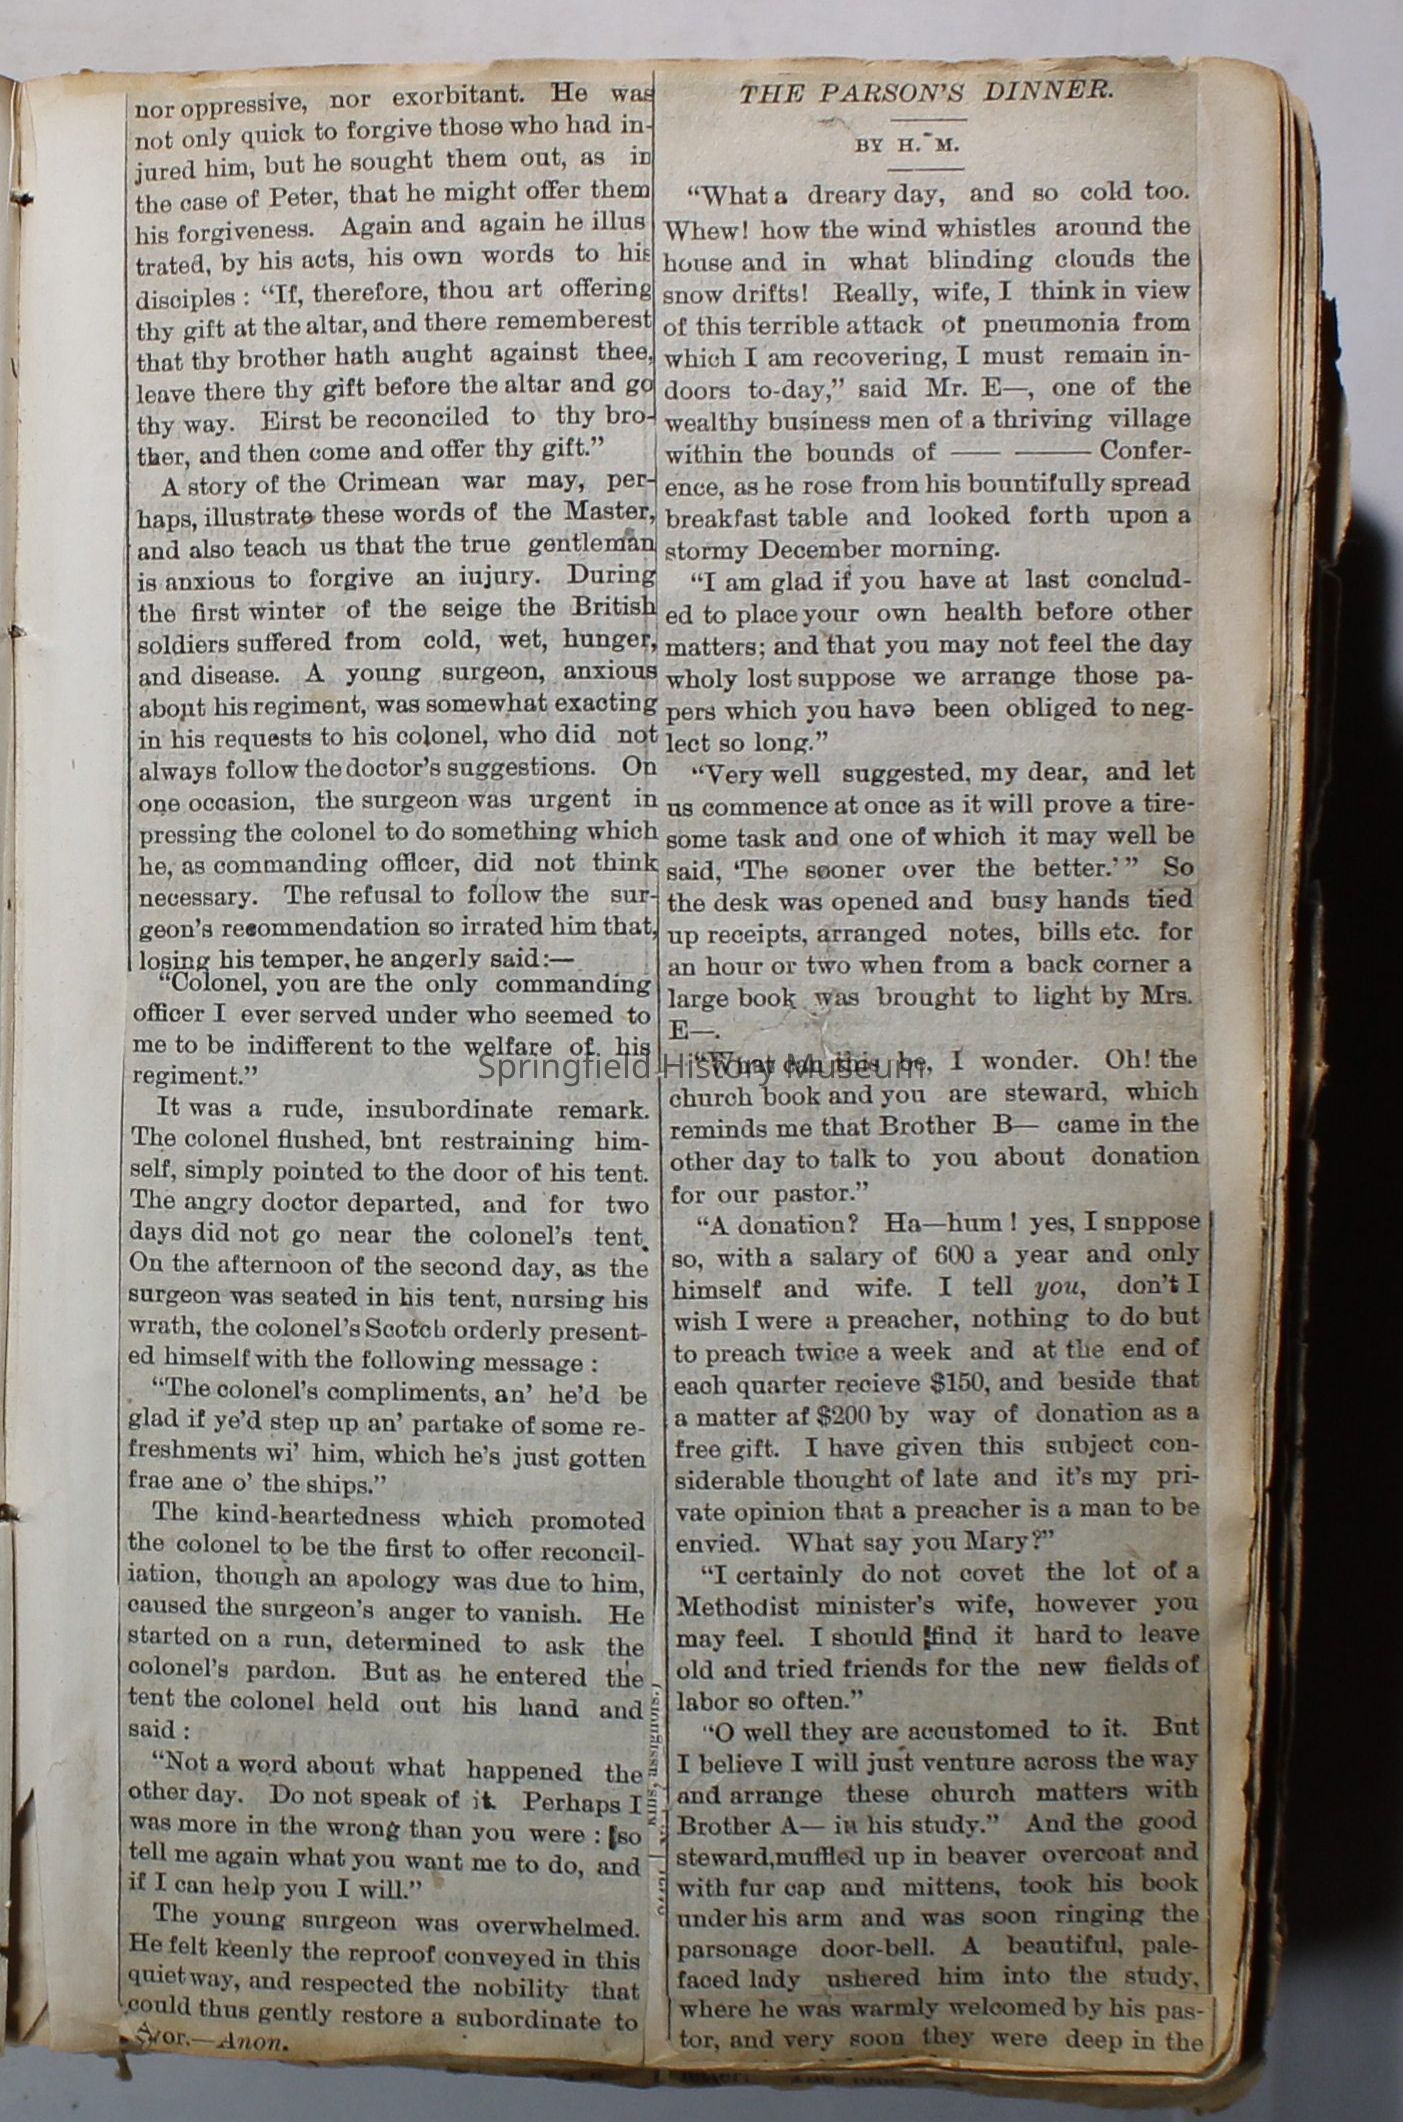 nor oppressive, nor exorbitant. He was
not only quick to forgive those who had in-
jured him, but he sought them out, as in
the case of Peter, that he might offer them
his forgiveness. Again and again he illus
trated, by his acts, his own words to his
disciples : “If, therefore, thou art offering
thy gift at the altar, and there rememberest
that thy brother hath aught against thee,
leave there thy gift before the altar and go
thy way. Eirst be reconciled to thy bro-
ther, and then come and offer thy gift.”
A story of the Crimean war may, per-
haps, illustrate these words of the Master,
and also teach us that the true gentleman
is anxious to forgive an iujury. During
the first winter of the seige the British
soldiers suffered from cold, wet, hunger,
and disease. A young surgeon, anxious
about his regiment, was somewhat exacting
in his requests to his colonel, who did not
always follow the doctor’s suggestions. On
one occasion, the surgeon was urgent in
pressing the colonel to do something which
he, as commanding officer, did not think
necessary. The refusal to follow the sur-
geon’s recommendation so irrated him that,
losing his temper, he angerly said:—
“Colonel, you are the only commanding
officer I ever served under who seemed to
me to be indifferent to the welfare of his
regiment.”
It was a rude, insubordinate remark.
The colonel flushed, bnt restraining him-
self, simply pointed to the door of his tent.
The angry doctor departed, and for two
days did not go near the colonel’s tent.
On the afternoon of the second day, as the
surgeon was seated in his tent, nursing his
wrath, the colonel’s Scotch orderly present-
ed himself with the following message :
“The colonel’s compliments, an’ he’d be
glad if ye’d step up an’ partake of some re-
freshments wi’ him, which he’s just gotten
frae ane o’ the ships.”
The kind-heartedness which promoted
the colonel to be the first to offer reconcil-
iation, though an apology was due to him,
caused the surgeon’s anger to vanish. He
started on a run, determined to ask the
colonel’s pardon. But as he entered the
tent the colonel held out his hand and
said :
“Not a word about what happened the
other day. Do not speak of it. Perhaps I
was more in the wrong than you were : so
tell me again what you want me to do, and
if I can help you I will.”
The young surgeon was overwhelmed.
He felt keenly the reproof conveyed in this
quiet way, and respected the nobility that
could thus gently restore a subordinate to
—Anon.
THE PARSON’S DINNER.
BY H. M.
“What a dreary day, and so cold too.
Whew! how the wind whistles around the
house and in what blinding clouds the
snow drifts! Really, wife, I think in view
of this terrible attack of pneumonia from
which I am recovering, I must remain in-
doors to-day,” said Mr. E—, one of the
wealthy business men of a thriving village
within the bounds of —— ——— Confer-
ence, as he rose from his bountifully spread
breakfast table and looked forth upon a
stormy December morning.
“I am glad if you have at last conclud-
ed to place your own health before other
matters; and that you may not feel the day
wholy lost suppose we arrange those pa-
pers which you have been obliged to neg-
lect so long.”
“Very well suggested, my dear, and let
us commence at once as it will prove a tire-
some task and one of which it may well be
said, ‘The sooner over the better.’” So
the desk was opened and busy hands tied
up receipts, arranged notes, bills etc. for
an hour or two when from a back corner a
large book was brought to light by Mrs.
E—.
“What can this be, I wonder. Oh! the
church book and you are steward, which
reminds me that Brother B— came in the
other day to talk to you about donation
for our pastor.”
“A donation? Ha—hum ! yes, I snppose
so, with a salary of 600 a year and only
himself and wife. I tell you, don’t I
wish I were a preacher, nothing to do but
to preach twice a week and at the end of
each quarter recieve $150, and beside that
a matter af $200 by way of donation as a
free gift. I have given this subject con-
siderable thought of late and it’s my pri-
vate opinion that a preacher is a man to be
envied. What say you Mary?”
“I certainly do not covet the lot of a
Methodist minister’s wife, however you
may feel. I should find it hard to leave
old and tried friends for the new fields of
labor so often.”
“O well they are accustomed to it. But
I believe I will just venture across the way
and arrange these church matters with
Brother A— in his study.” And the good
steward, muffled up in beaver overcoat and
with fur cap and mittens, took his book
under his arm and was soon ringing the
parsonage door-bell. A beautiful, pale-
faced lady ushered him into the study,
where he was warmly welcomed by his pas-
tor, and very soon they were deep in the
Springfield History Museum